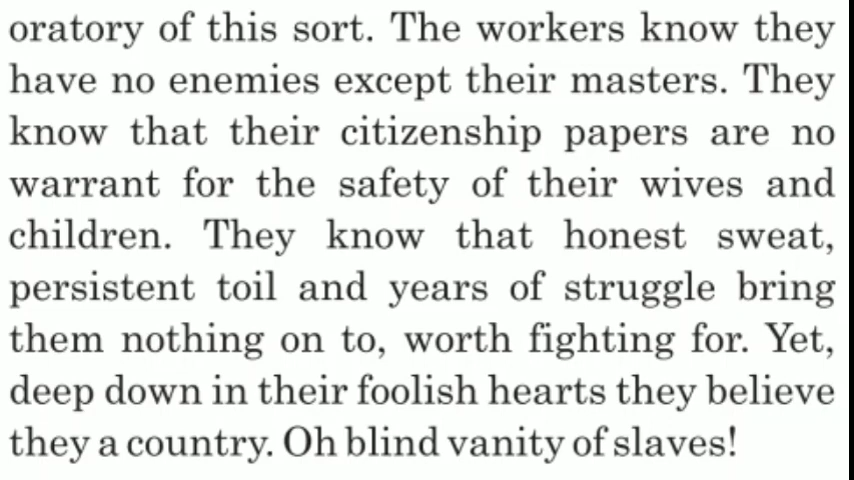 oratory of this sort. The workers know they
have no enemies except their masters. They
know that their citizenship papers are no
warrant for the safety of their wives and
children. They know that honest sweat,
persistent toil and years of struggle bring
them nothing on to, worth fighting for. Yet,
deep down in their foolish hearts they believe
they a country. Oh blind vanity of slaves!